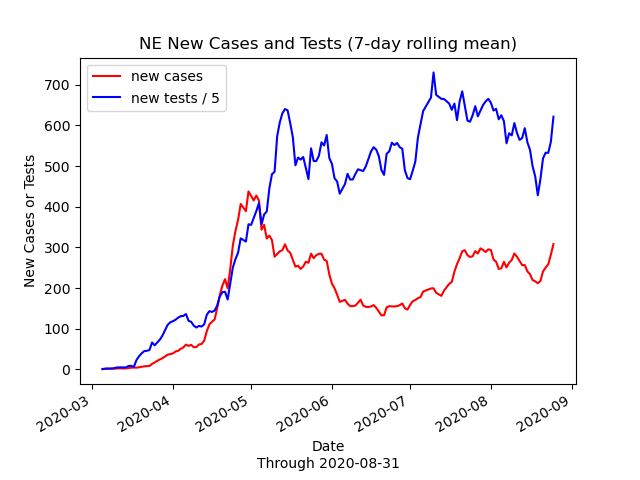 NE New Cases and Tests (7-day rolling mean)
new cases
new tests / 5
700
600
500
400
300
200
100
0
New Cases or Tests
2020-03
2020-04
2020-05
2020-06
2020-07
2020-08
2020-09
Date
Through 2020-08-31